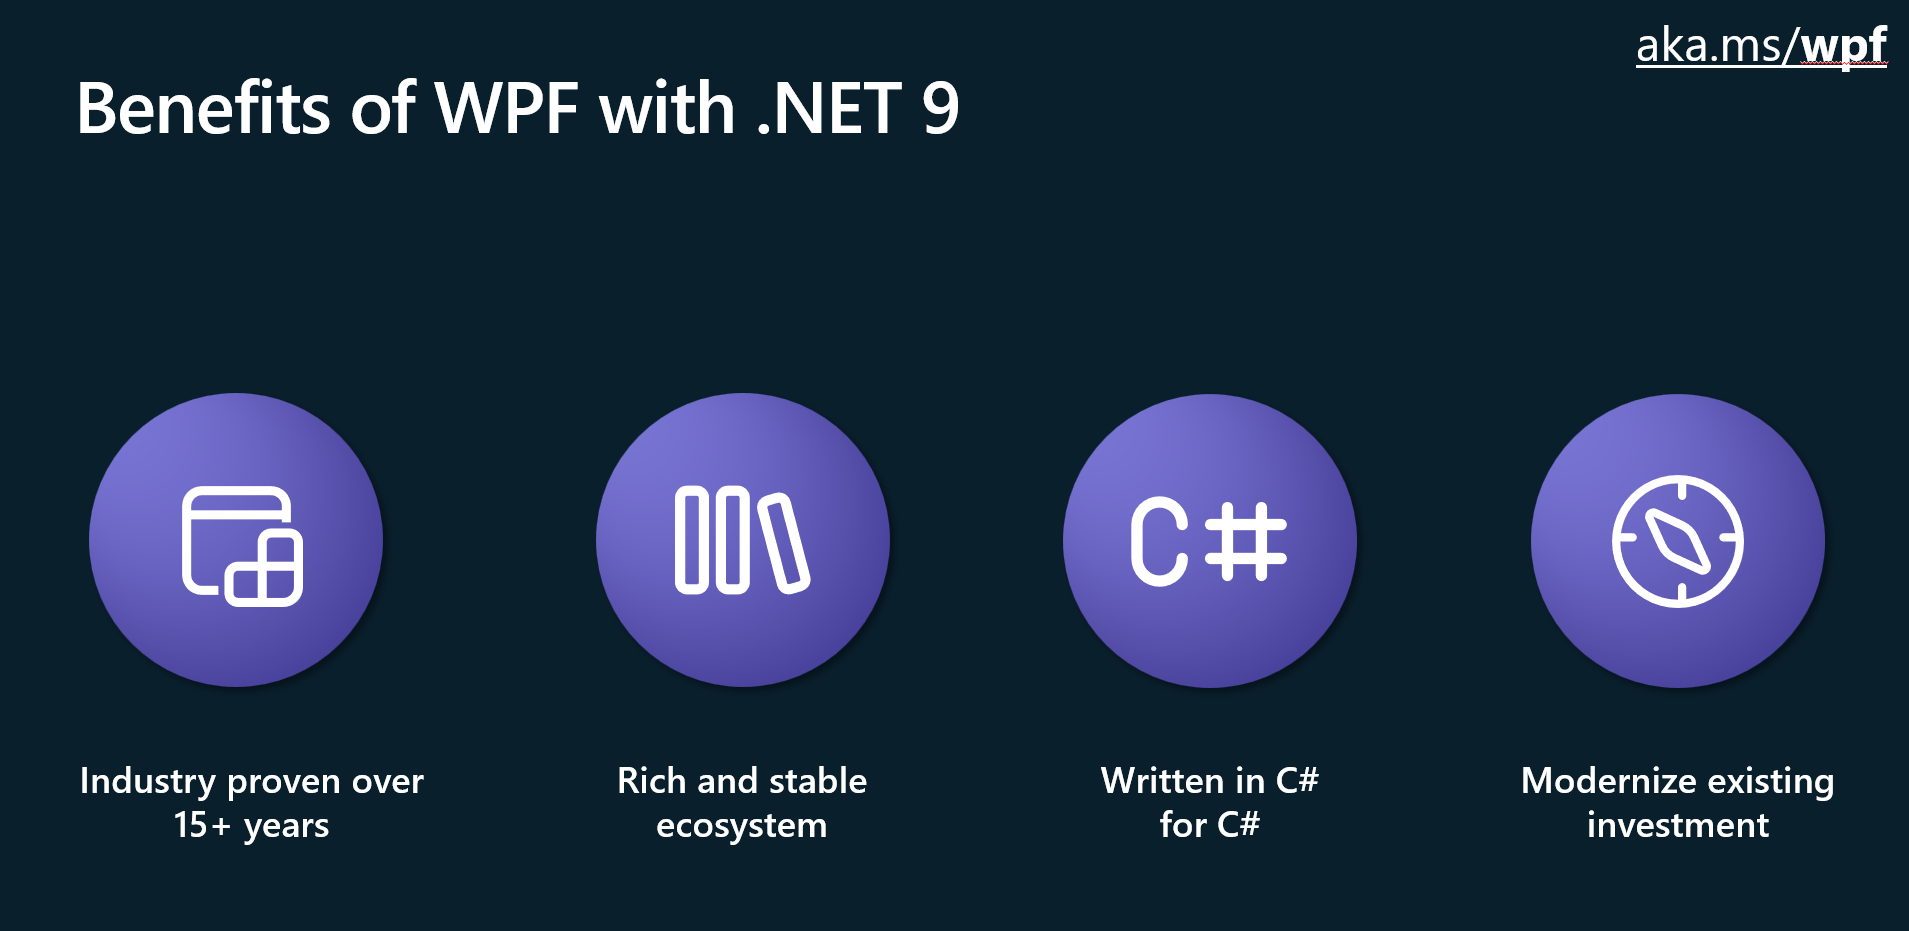 aka.ms/wpf
Benefits of WPF with .NET 9
C#
Industry proven over
15+ years
Rich and stable
ecosystem
Written in C#
for C#
Modernize existing
investment